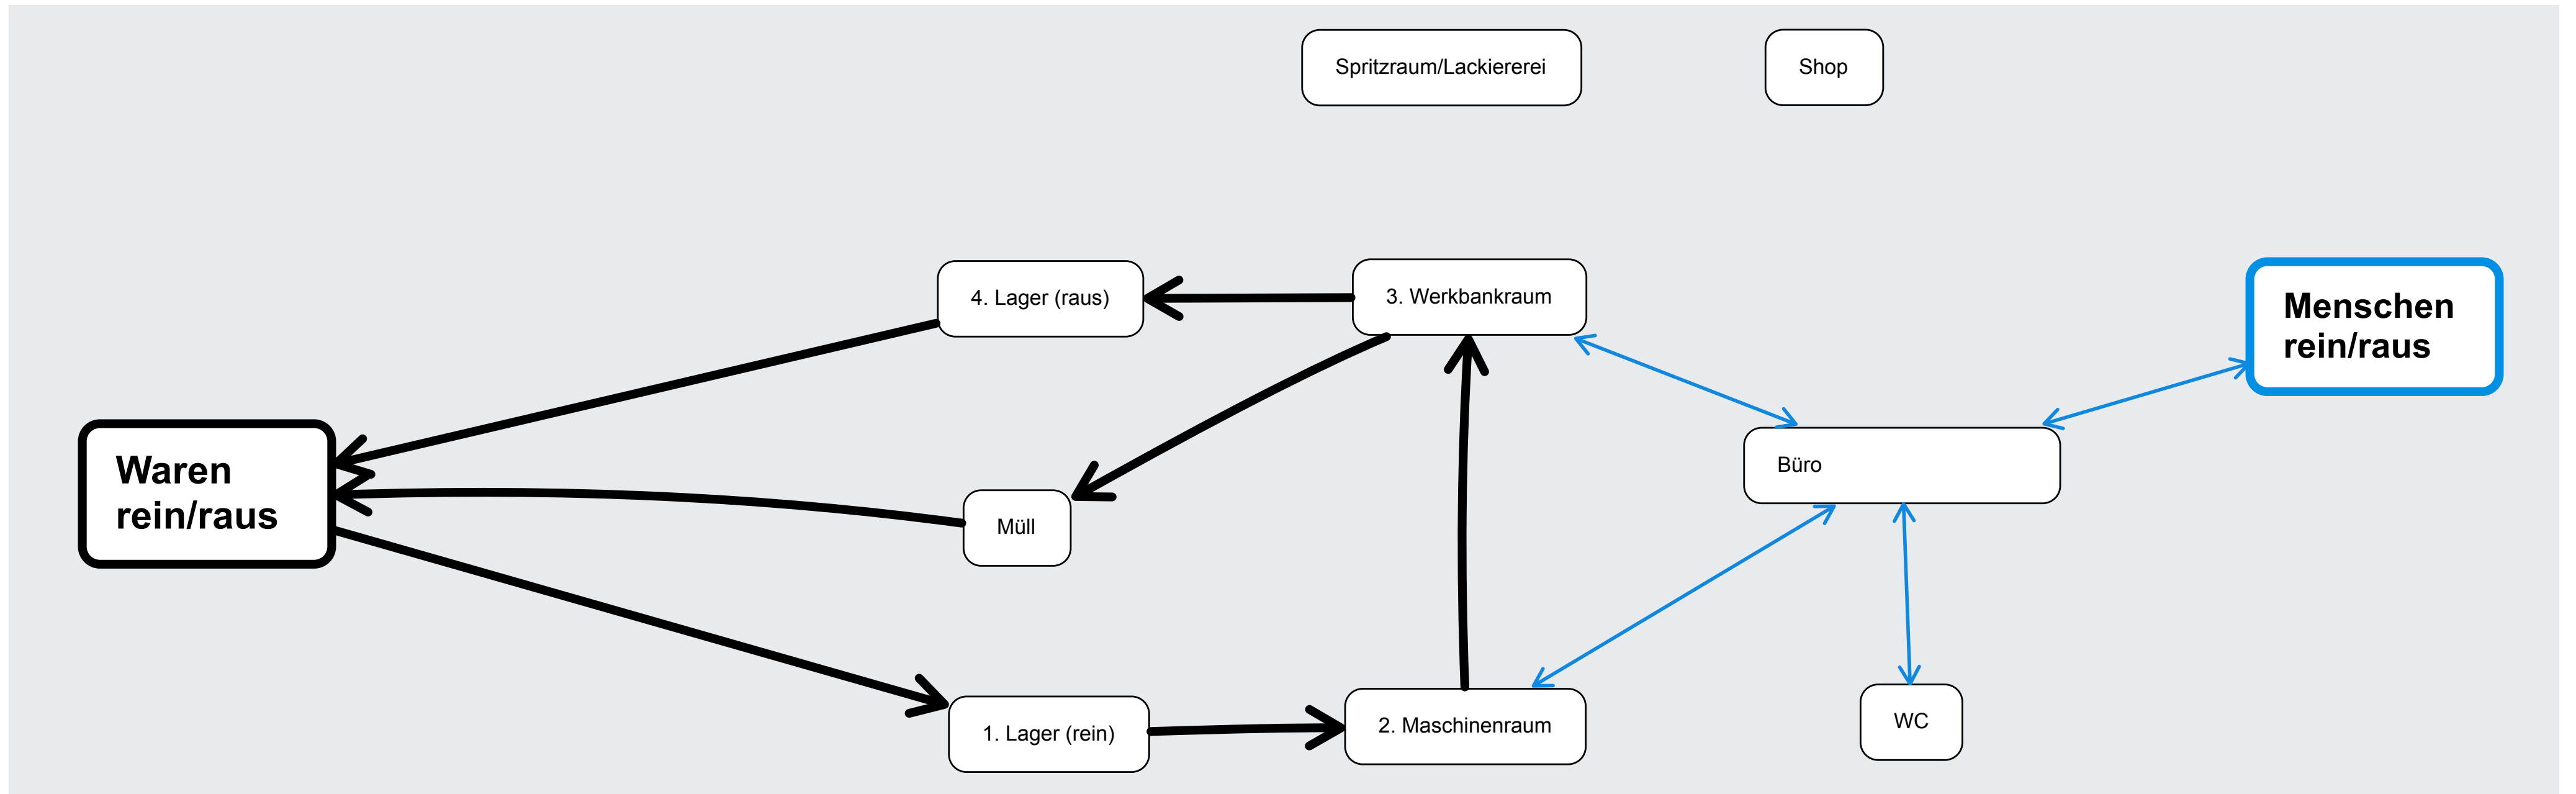 Spritzraum/Lackiererei
Shop
4. Lager (raus)
3. Werkbankraum
Menschen
rein/raus
Waren
rein/raus
Büro
Müll
1. Lager (rein)
2. Maschinenraum
WC